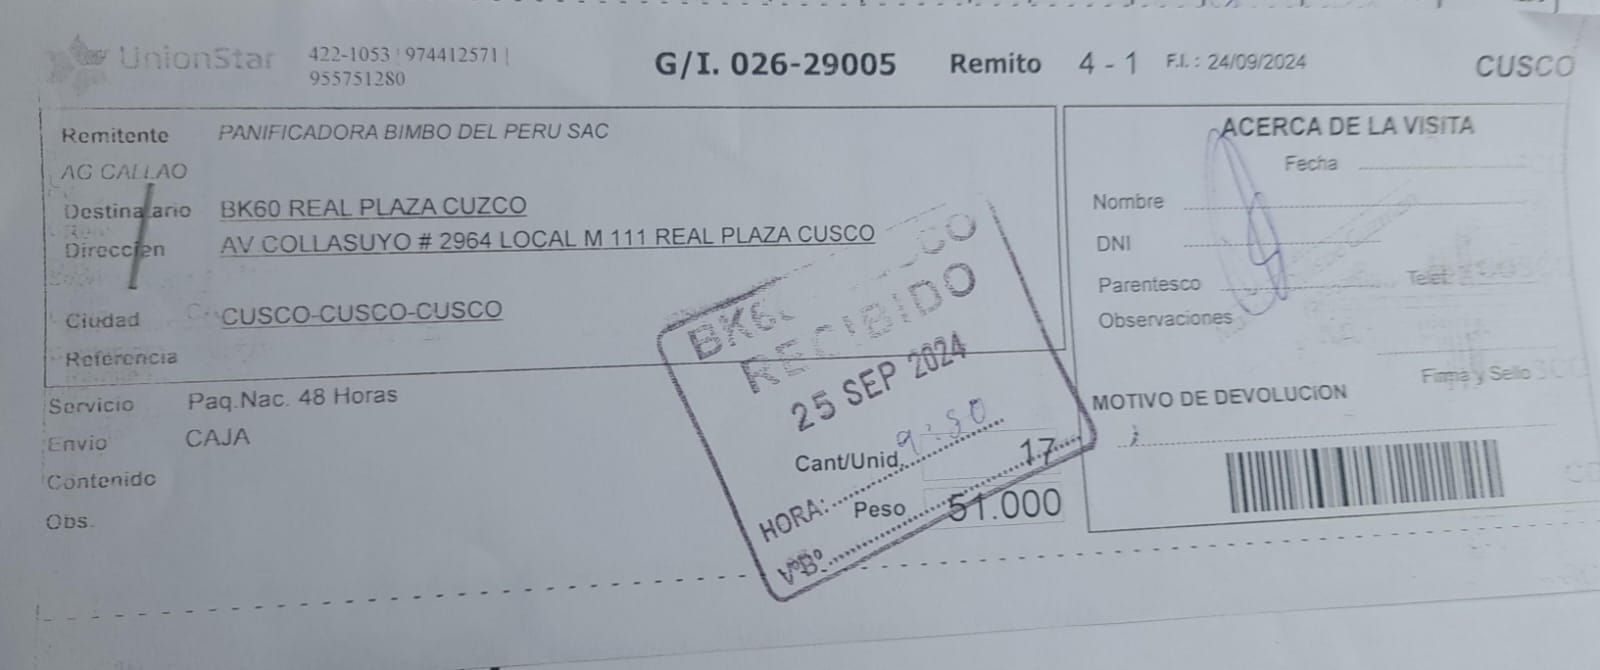 UnionStar
422-1053 | 974412571 |
955751280
G/I. 026-29005 Remito 4 - 1 F.I. : 24/09/2024 CUSCO
Remitente PANIFICADORA BIMBO DEL PERU SAC
AG CALLAO
Destinatario BK60 REAL PLAZA CUZCO
Direccion AV COLLASUYO # 2964 LOCAL M 111 REAL PLAZA CUSCO
Ciudad CUSCO-CUSCO-CUSCO
Referencia
Servicio Paq.Nac. 48 Horas
Envio CAJA
Contenido
Obs.
RECIBIDO
25 SEP 2024
Cant/Unid. 17
HORA: 9:50
Peso 51.000
VºBº
ACERCA DE LA VISITA
Fecha
Nombre
DNI
Parentesco Telef.
Observaciones
Firma y Sello
MOTIVO DE DEVOLUCION